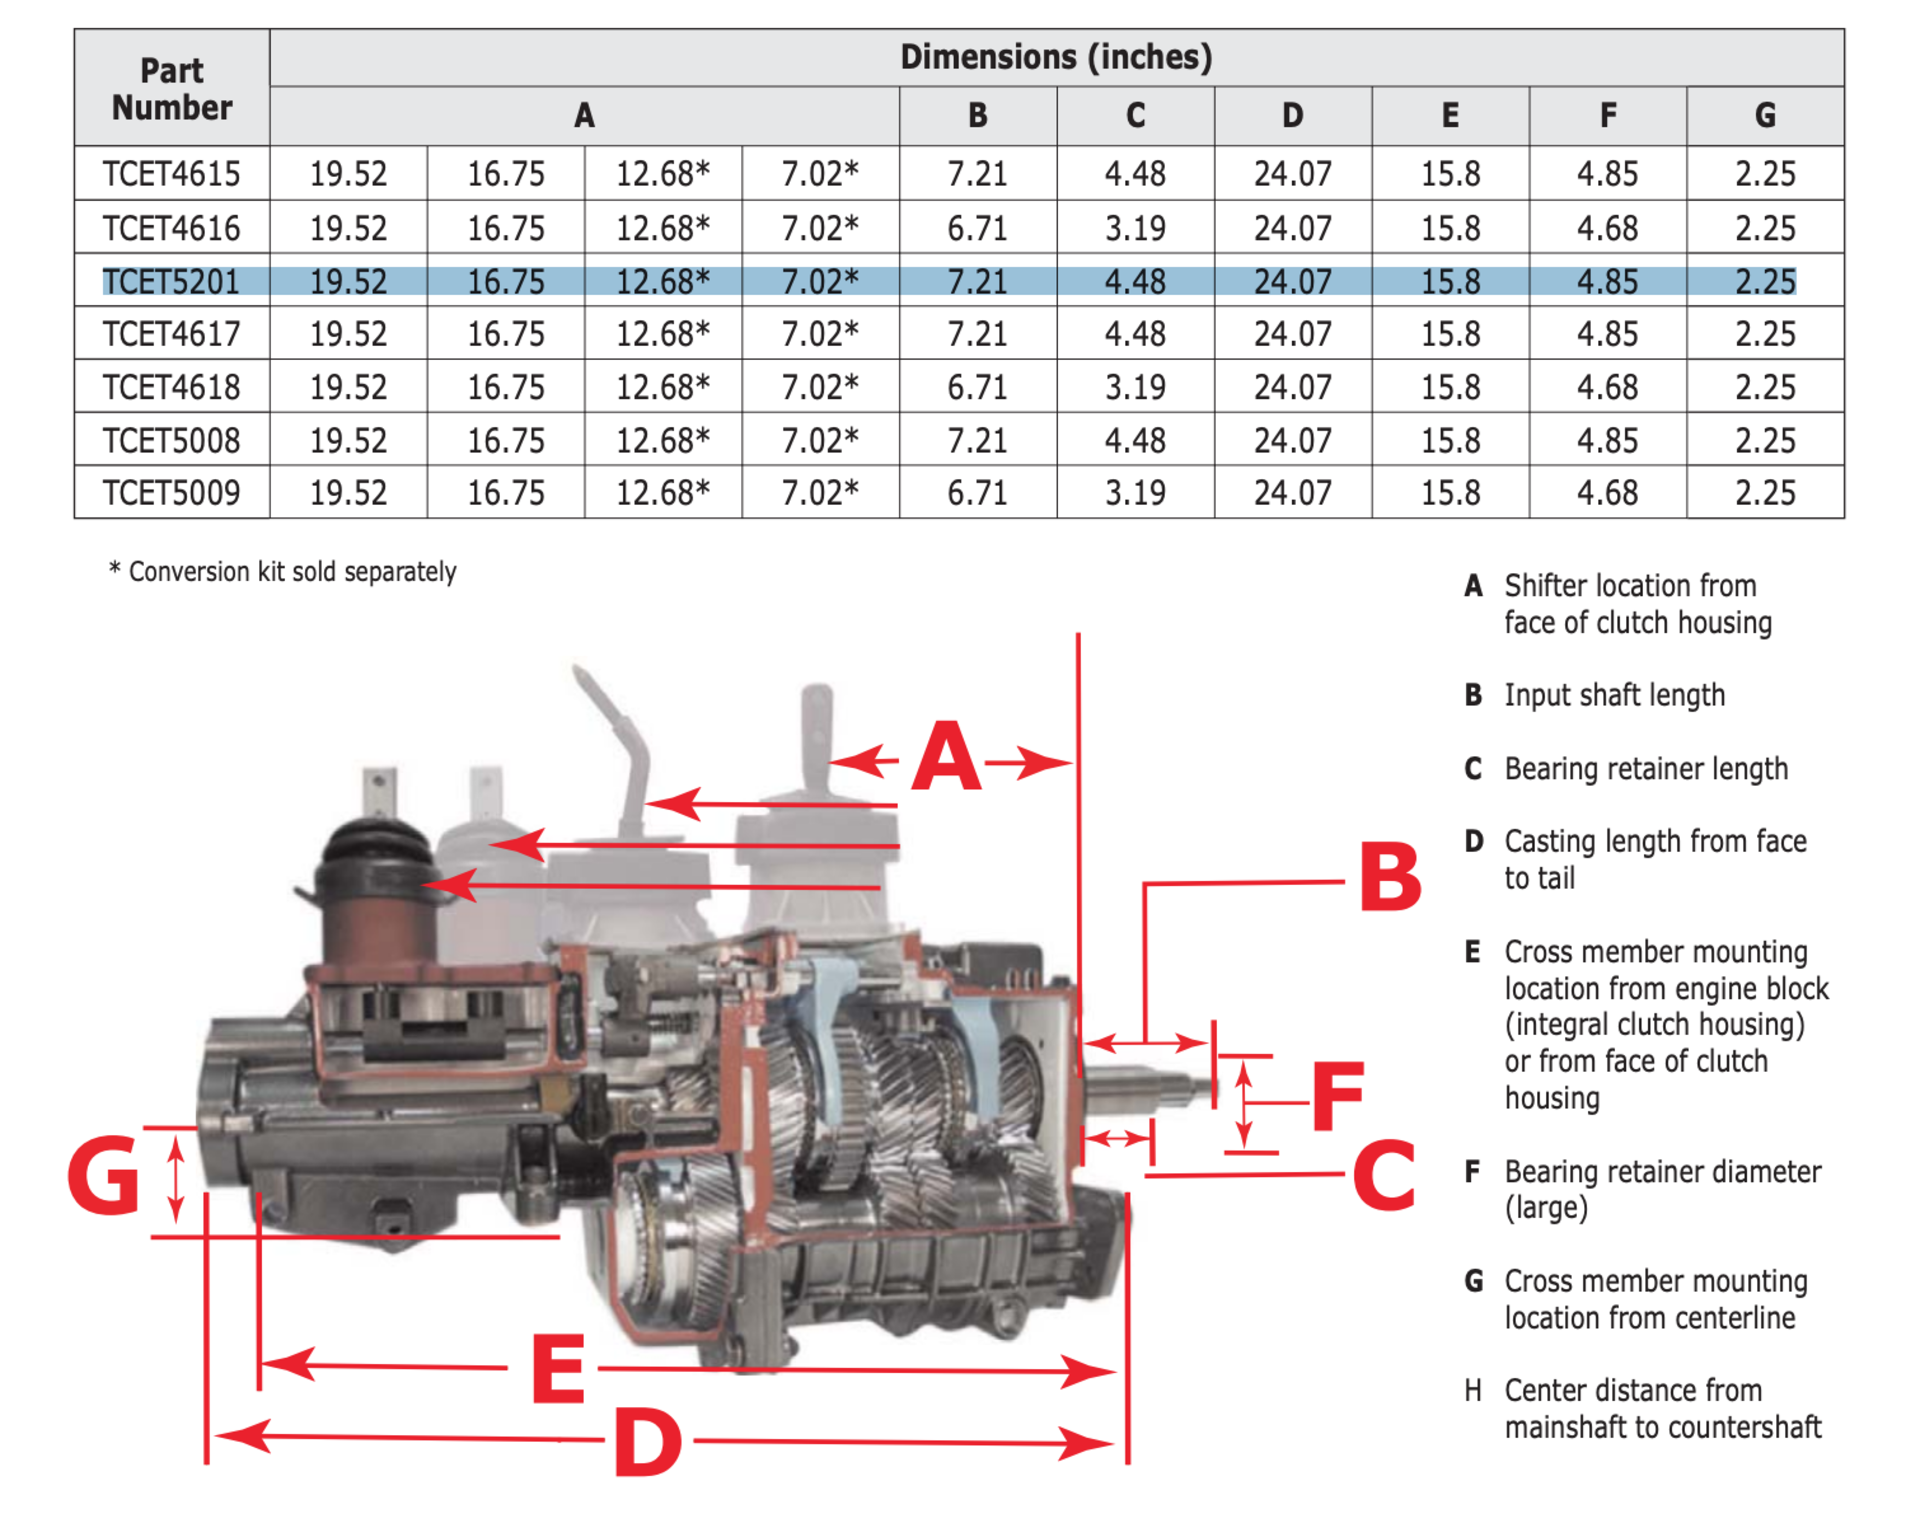 Part Number
Dimensions (inches)
A B C D E F G
TCET4615 19.52 16.75 12.68* 7.02* 7.21 4.48 24.07 15.8 4.85 2.25
TCET4616 19.52 16.75 12.68* 7.02* 6.71 3.19 24.07 15.8 4.68 2.25
TCET5201 19.52 16.75 12.68* 7.02* 7.21 4.48 24.07 15.8 4.85 2.25
TCET4617 19.52 16.75 12.68* 7.02* 7.21 4.48 24.07 15.8 4.85 2.25
TCET4618 19.52 16.75 12.68* 7.02* 6.71 3.19 24.07 15.8 4.68 2.25
TCET5008 19.52 16.75 12.68* 7.02* 7.21 4.48 24.07 15.8 4.85 2.25
TCET5009 19.52 16.75 12.68* 7.02* 6.71 3.19 24.07 15.8 4.68 2.25
* Conversion kit sold separately
A
B
F
C
G
E
D
A Shifter location from
face of clutch housing
B Input shaft length
C Bearing retainer length
D Casting length from face
to tail
E Cross member mounting
location from engine block
(integral clutch housing)
or from face of clutch
housing
F Bearing retainer diameter
(large)
G Cross member mounting
location from centerline
H Center distance from
mainshaft to countershaft